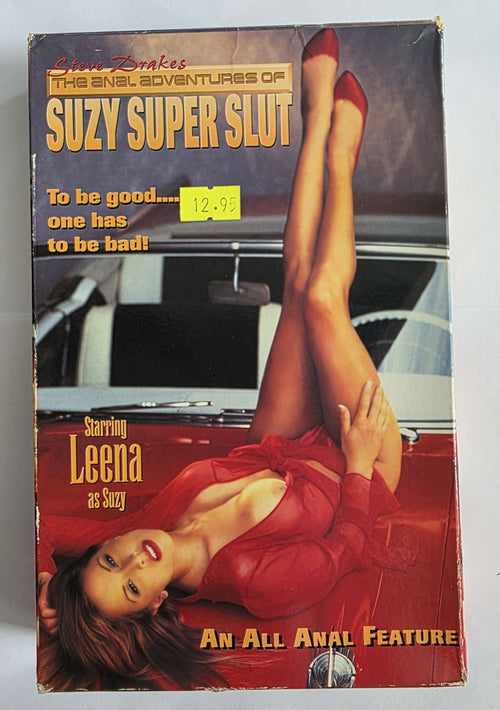 Steve Drakes
THE ANAL ADVENTURES OF
SUZY SUPER SLUT
To be good....
12.95
one has
to be bad!
Starring
Leena
as Suzy
AN ALL ANAL FEATURE